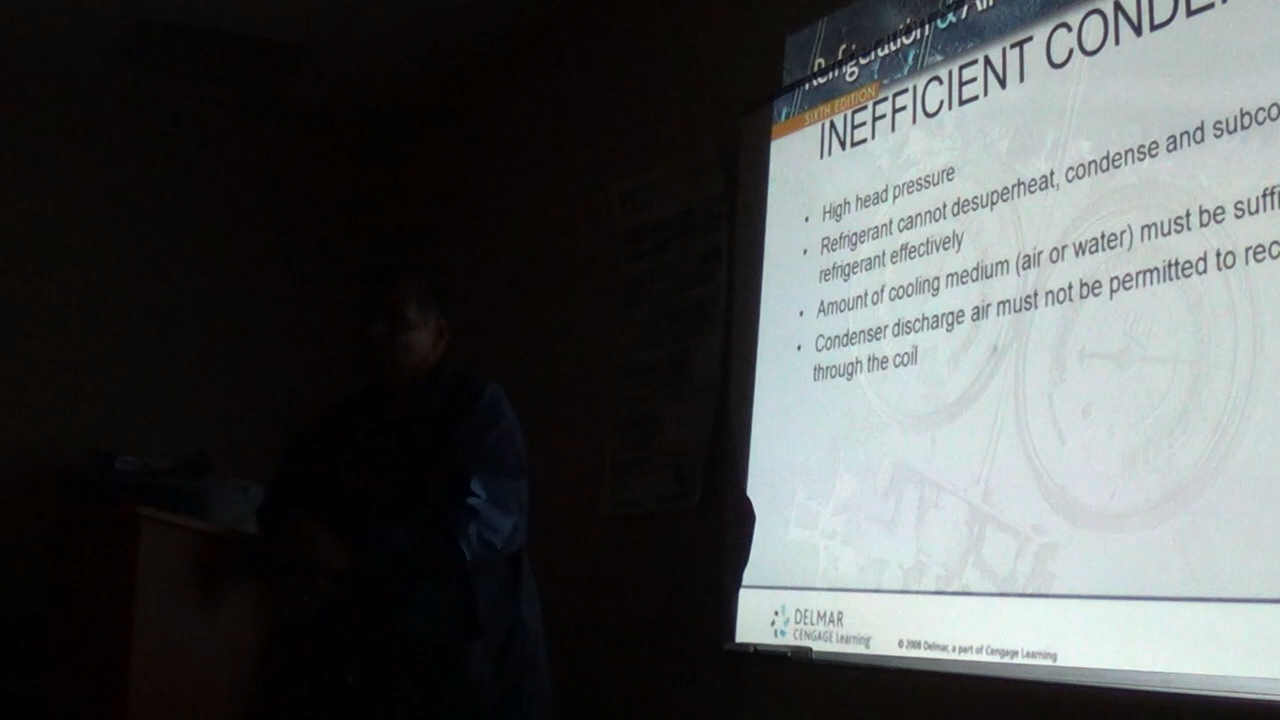 Refrigeration & Air
SIXTH EDITION
INEFFICIENT CONDE
• High head pressure
• Refrigerant cannot desuperheat, condense and subco
refrigerant effectively
• Amount of cooling medium (air or water) must be suffi
• Condenser discharge air must not be permitted to rec
through the coil
DELMAR
CENGAGE Learning
© 2008 Delmar, a part of Cengage Learning